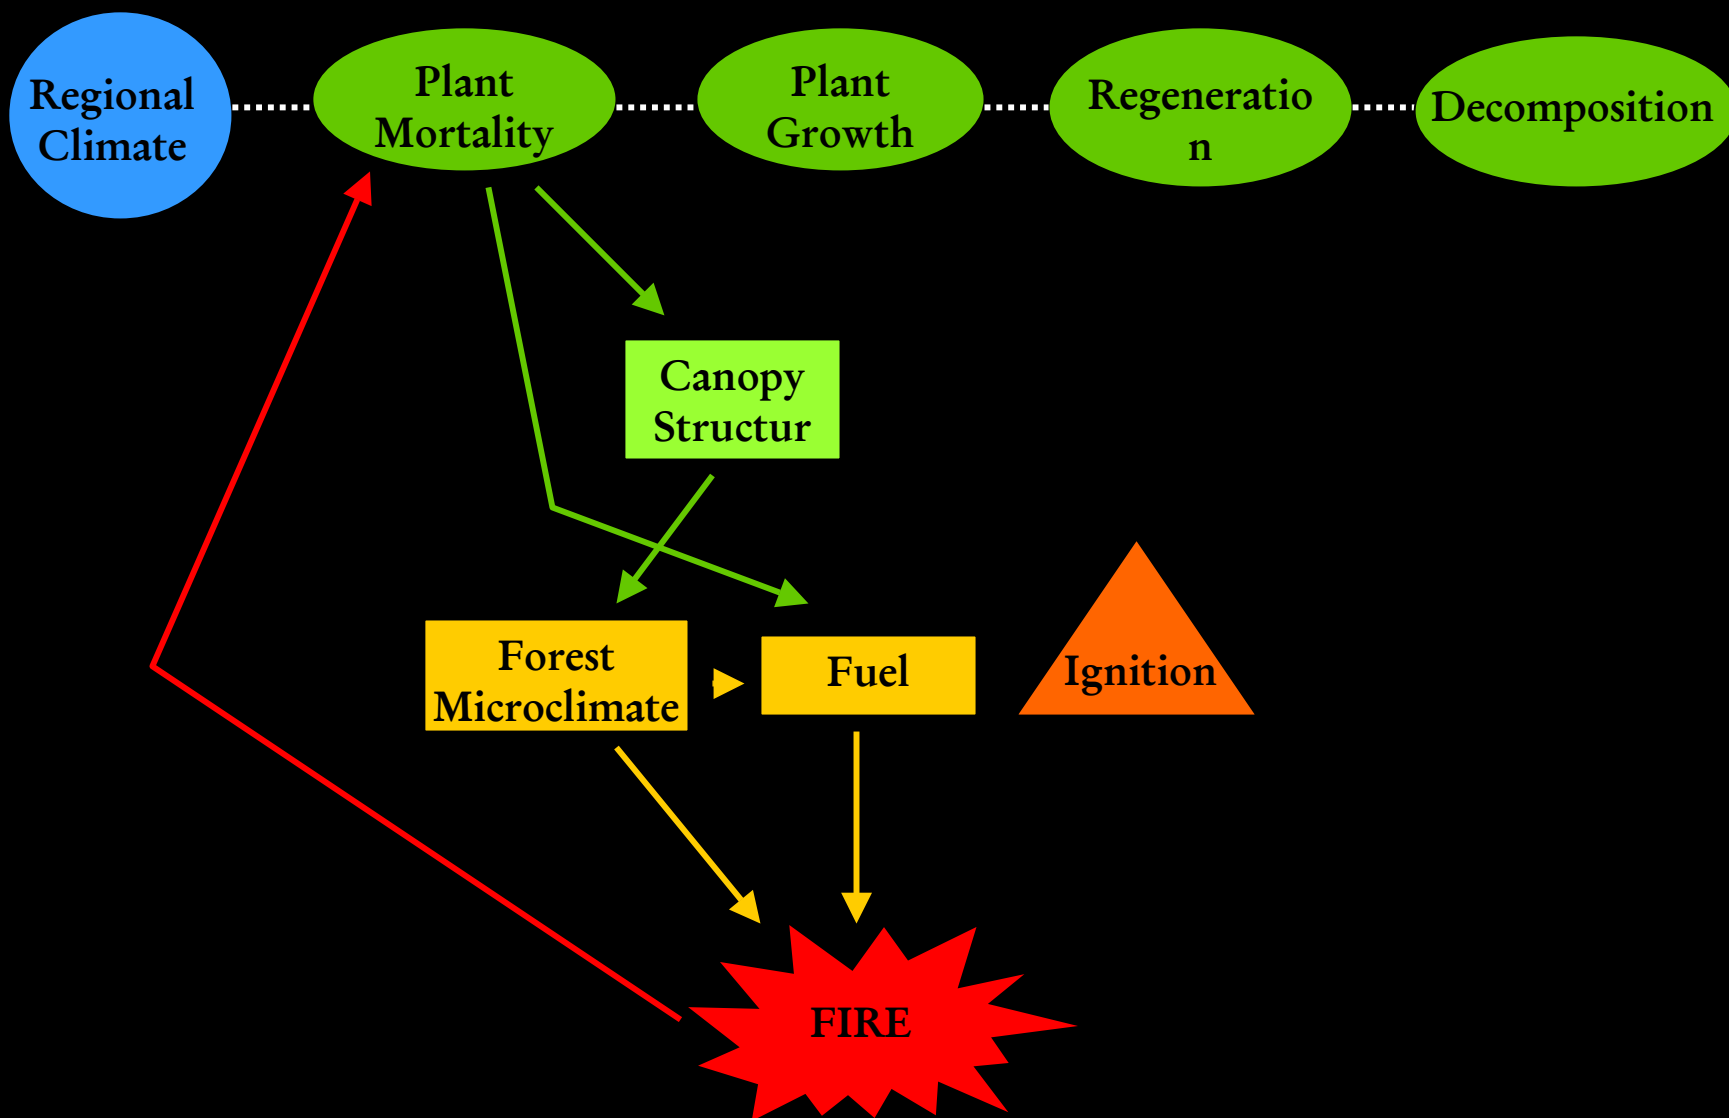 Regional
Climate
Plant
Mortality
Plant
Growth
Regeneratio
n
Decomposition
Canopy
Structur
Forest
Microclimate
Fuel
Ignition
FIRE